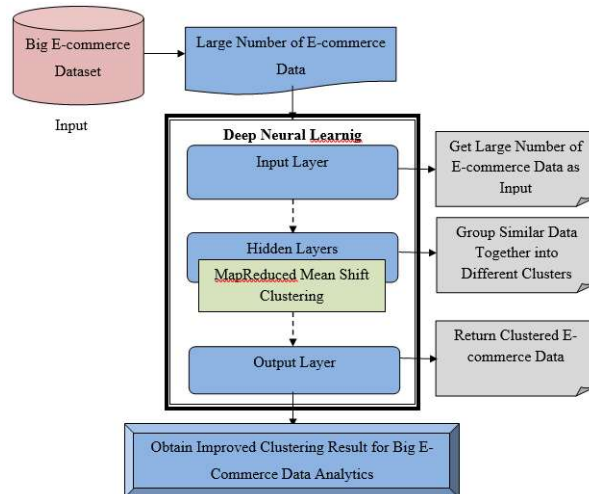 Big E-commerce
Dataset
Input
Large Number of E-commerce
Data
Deep Neural Learnig
Input Layer
Get Large Number of
E-commerce Data as
Input
Hidden Layers
MapReduced Mean Shift
Clustering
Group Similar Data
Together into
Different Clusters
Output Layer
Return Clustered E-
commerce Data
Obtain Improved Clustering Result for Big E-
Commerce Data Analytics